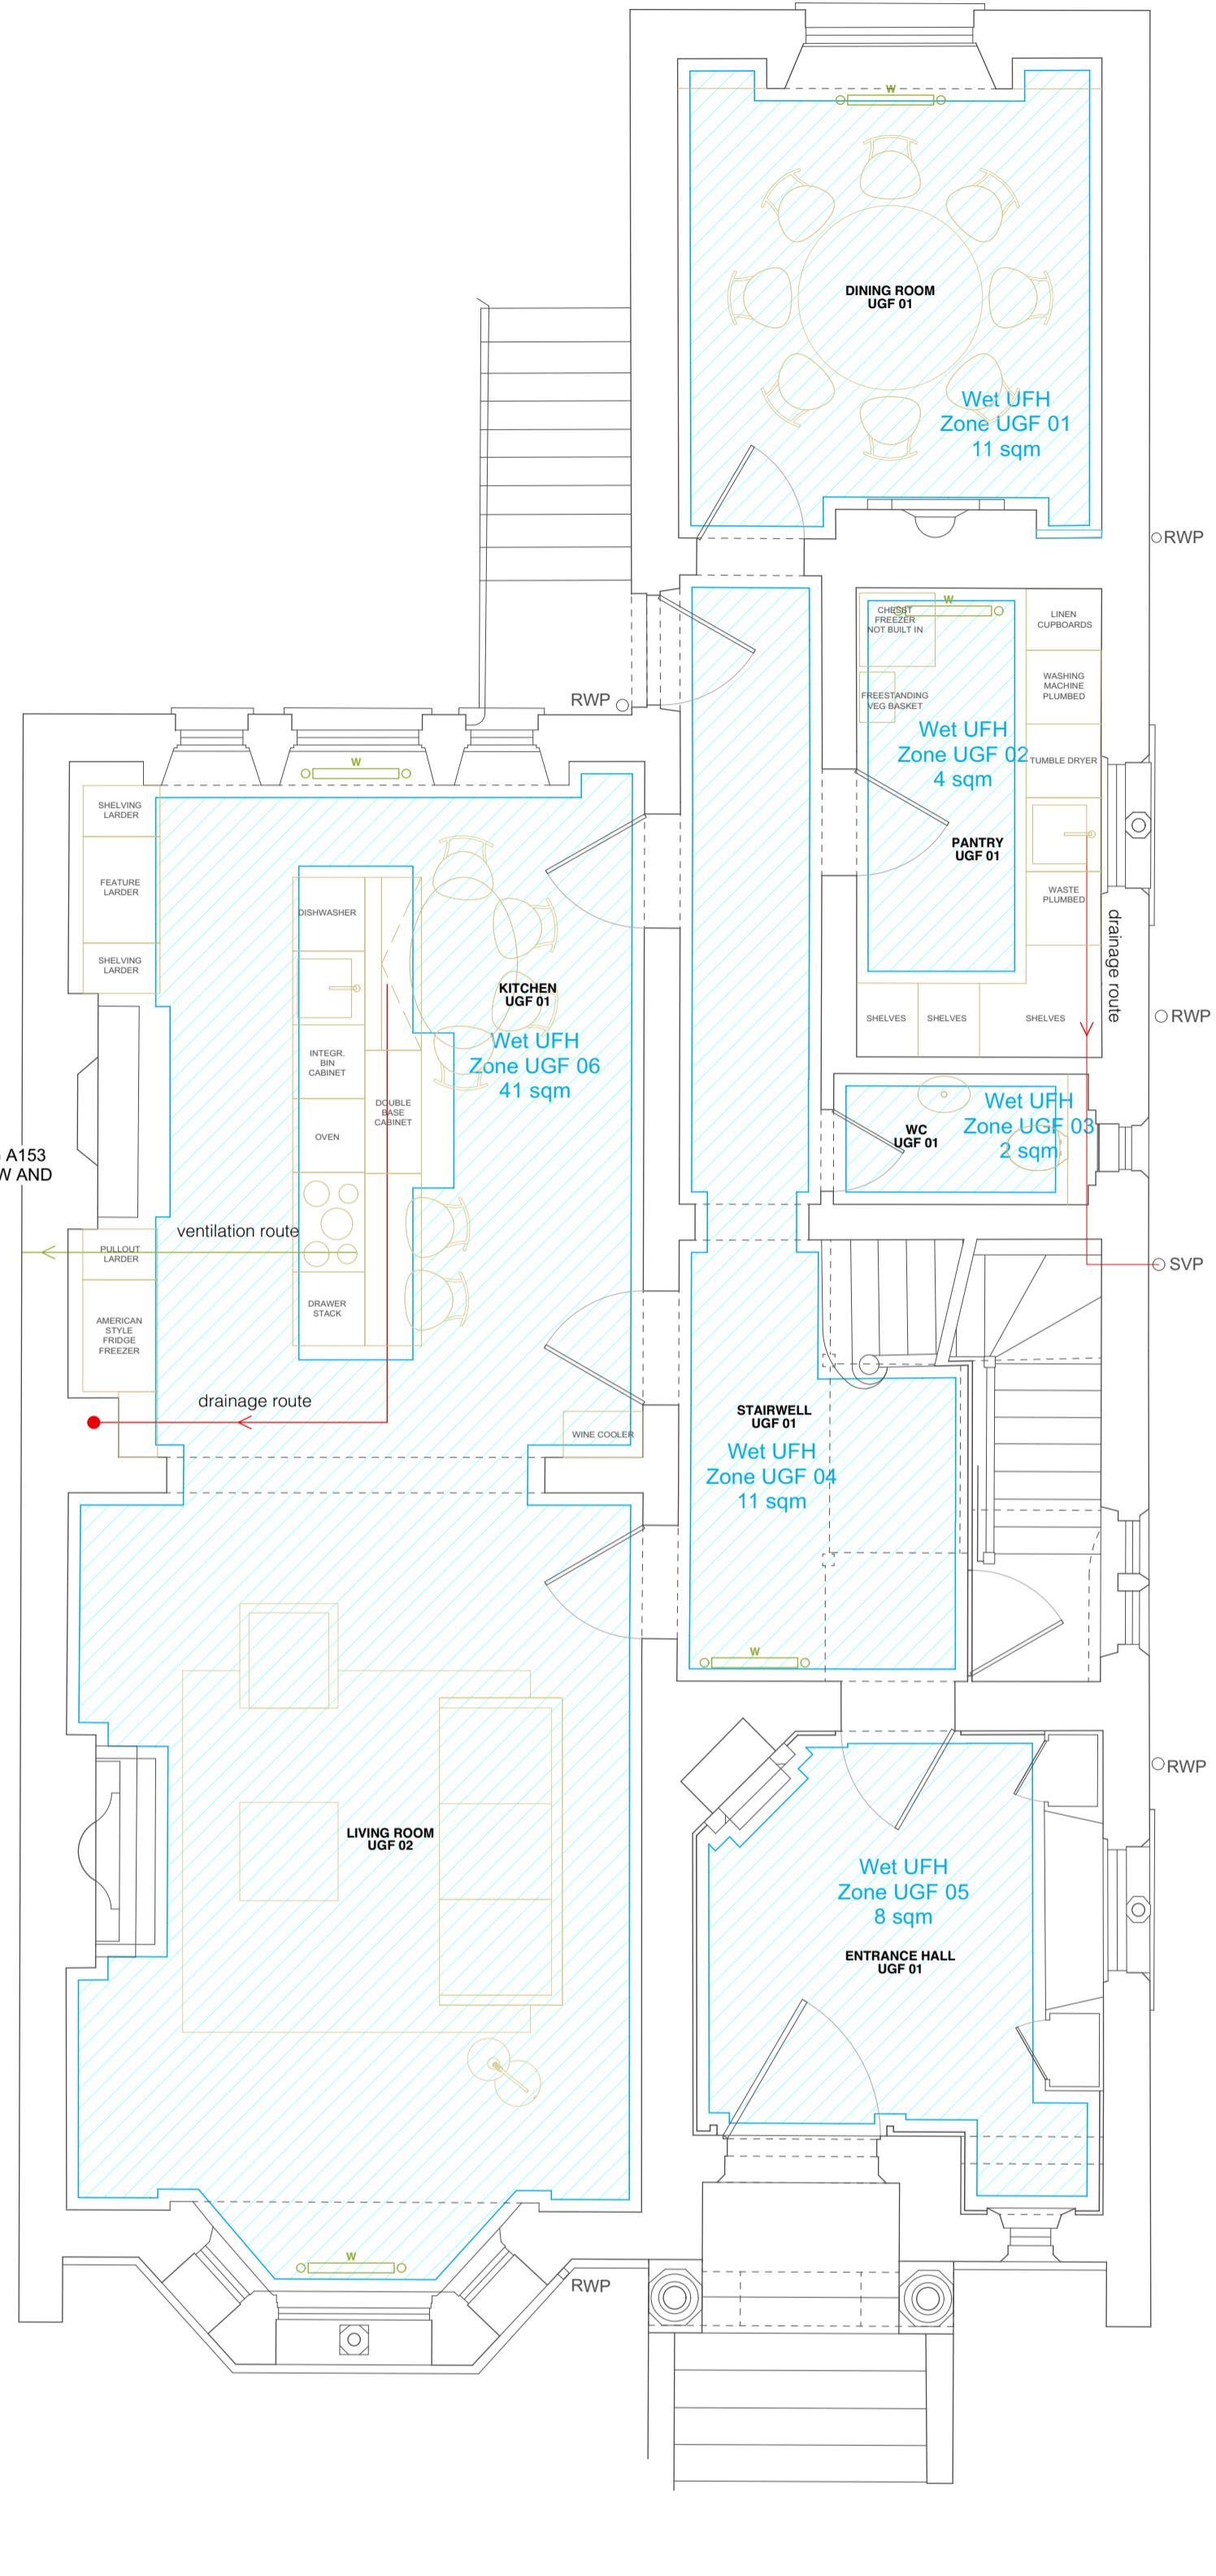 W
DINING ROOM
UGF 01
Wet UFH
Zone UGF 01
11 sqm
RWP
W
CHESST
FREEZER
NOT BUILT IN
LINEN
CUPBOARDS
WASHING
MACHINE
PLUMBED
FREESTANDING
VEG BASKET
RWP
Wet UFH
Zone UGF 02
4 sqm
TUMBLE DRYER
W
SHELVING
LARDER
PANTRY
UGF 01
FEATURE
LARDER
WASTE
PLUMBED
DISHWASHER
drainage route
SHELVING
LARDER
KITCHEN
UGF 01
SHELVES
SHELVES
SHELVES
RWP
Wet UFH
Zone UGF 06
41 sqm
INTEGR.
BIN
CABINET
DOUBLE
BASE
CABINET
OVEN
WC
UGF 01
Wet UFH
Zone UGF 03
2 sqm
A153
W AND
ventilation route
PULLOUT
LARDER
SVP
DRAWER
STACK
AMERICAN
STYLE
FRIDGE
FREEZER
drainage route
WINE COOLER
STAIRWELL
UGF 01
Wet UFH
Zone UGF 04
11 sqm
W
RWP
LIVING ROOM
UGF 02
Wet UFH
Zone UGF 05
8 sqm
ENTRANCE HALL
UGF 01
W
RWP